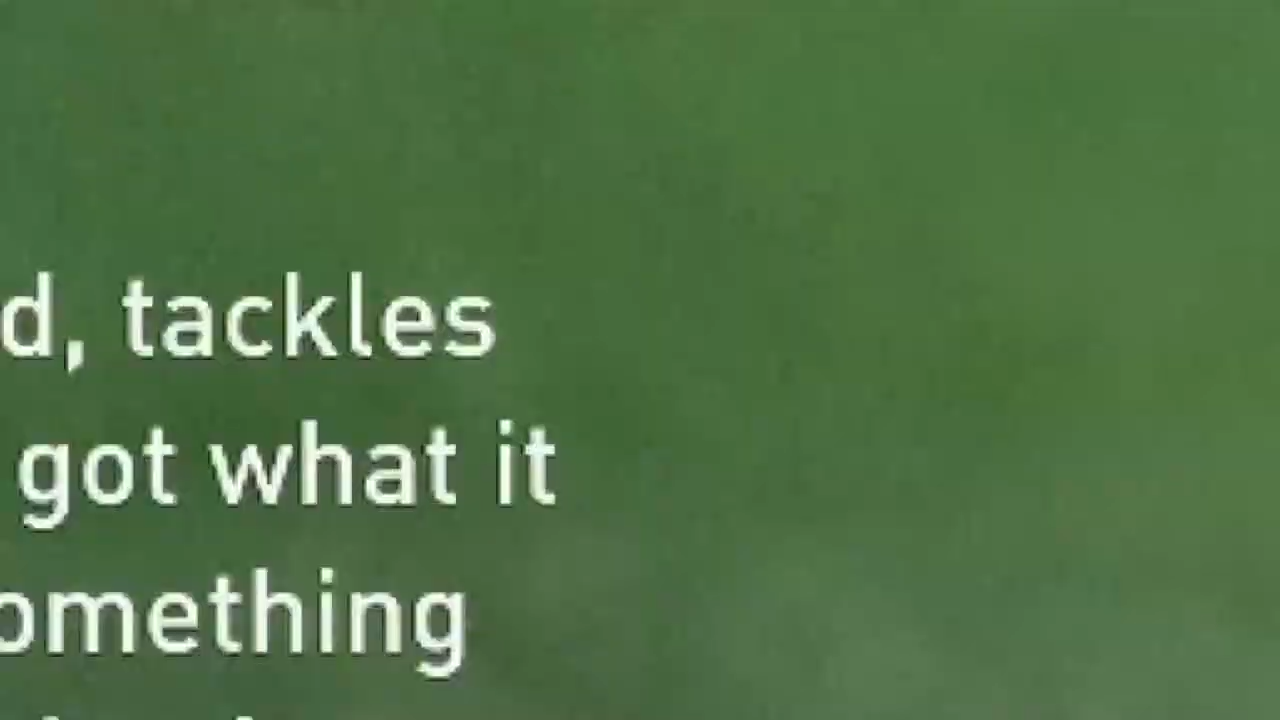 d, tackles
got what it
omething